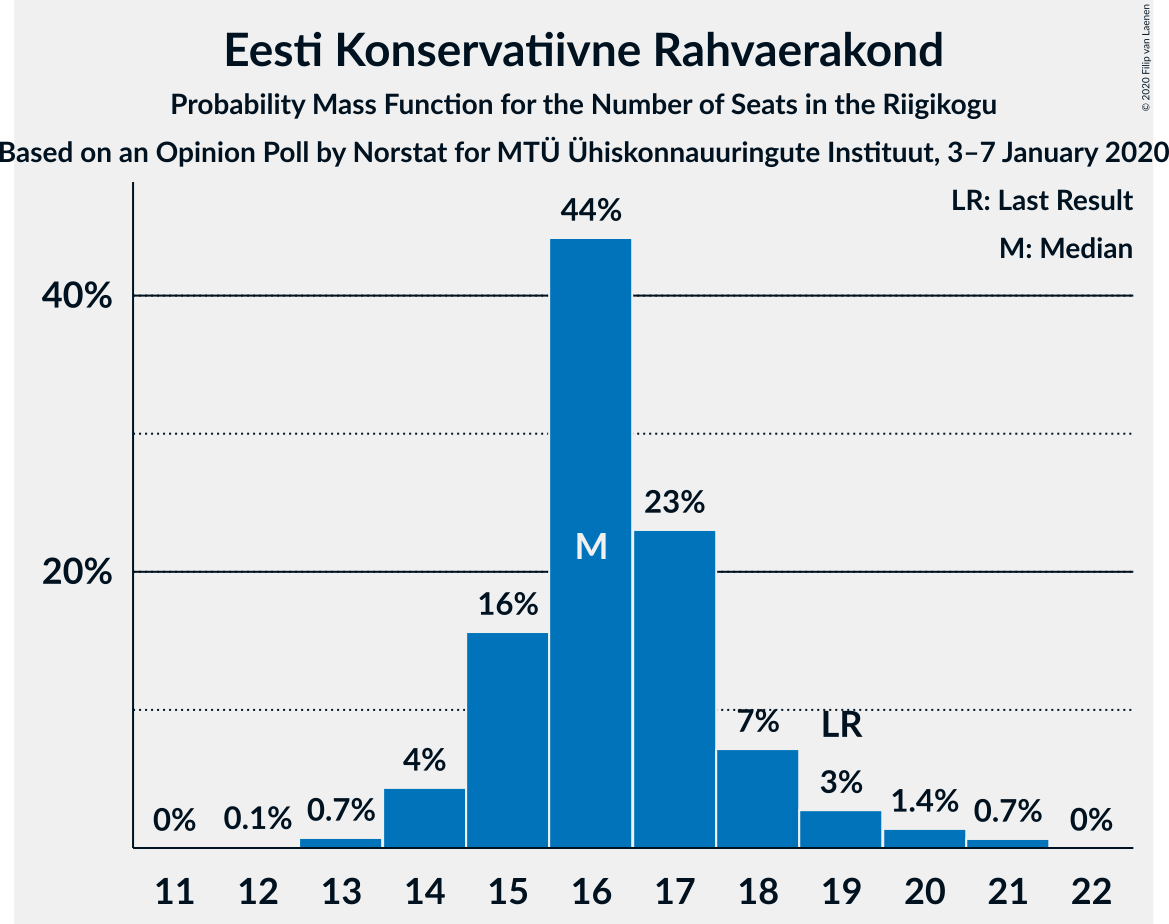 Eesti Konservatiivne Rahvaerakond
Probability Mass Function for the Number of Seats in the Riigikogu
Based on an Opinion Poll by Norstat for MTÜ Ühiskonnauuringute Instituut, 3–7 January 2020
© 2020 Filip van Laenen
LR: Last Result
M: Median
44%
40%
23%
M
20%
16%
7%
LR
4%
3%
0%
0.1%
0.7%
1.4%
0.7%
0%
11 12 13 14 15 16 17 18 19 20 21 22